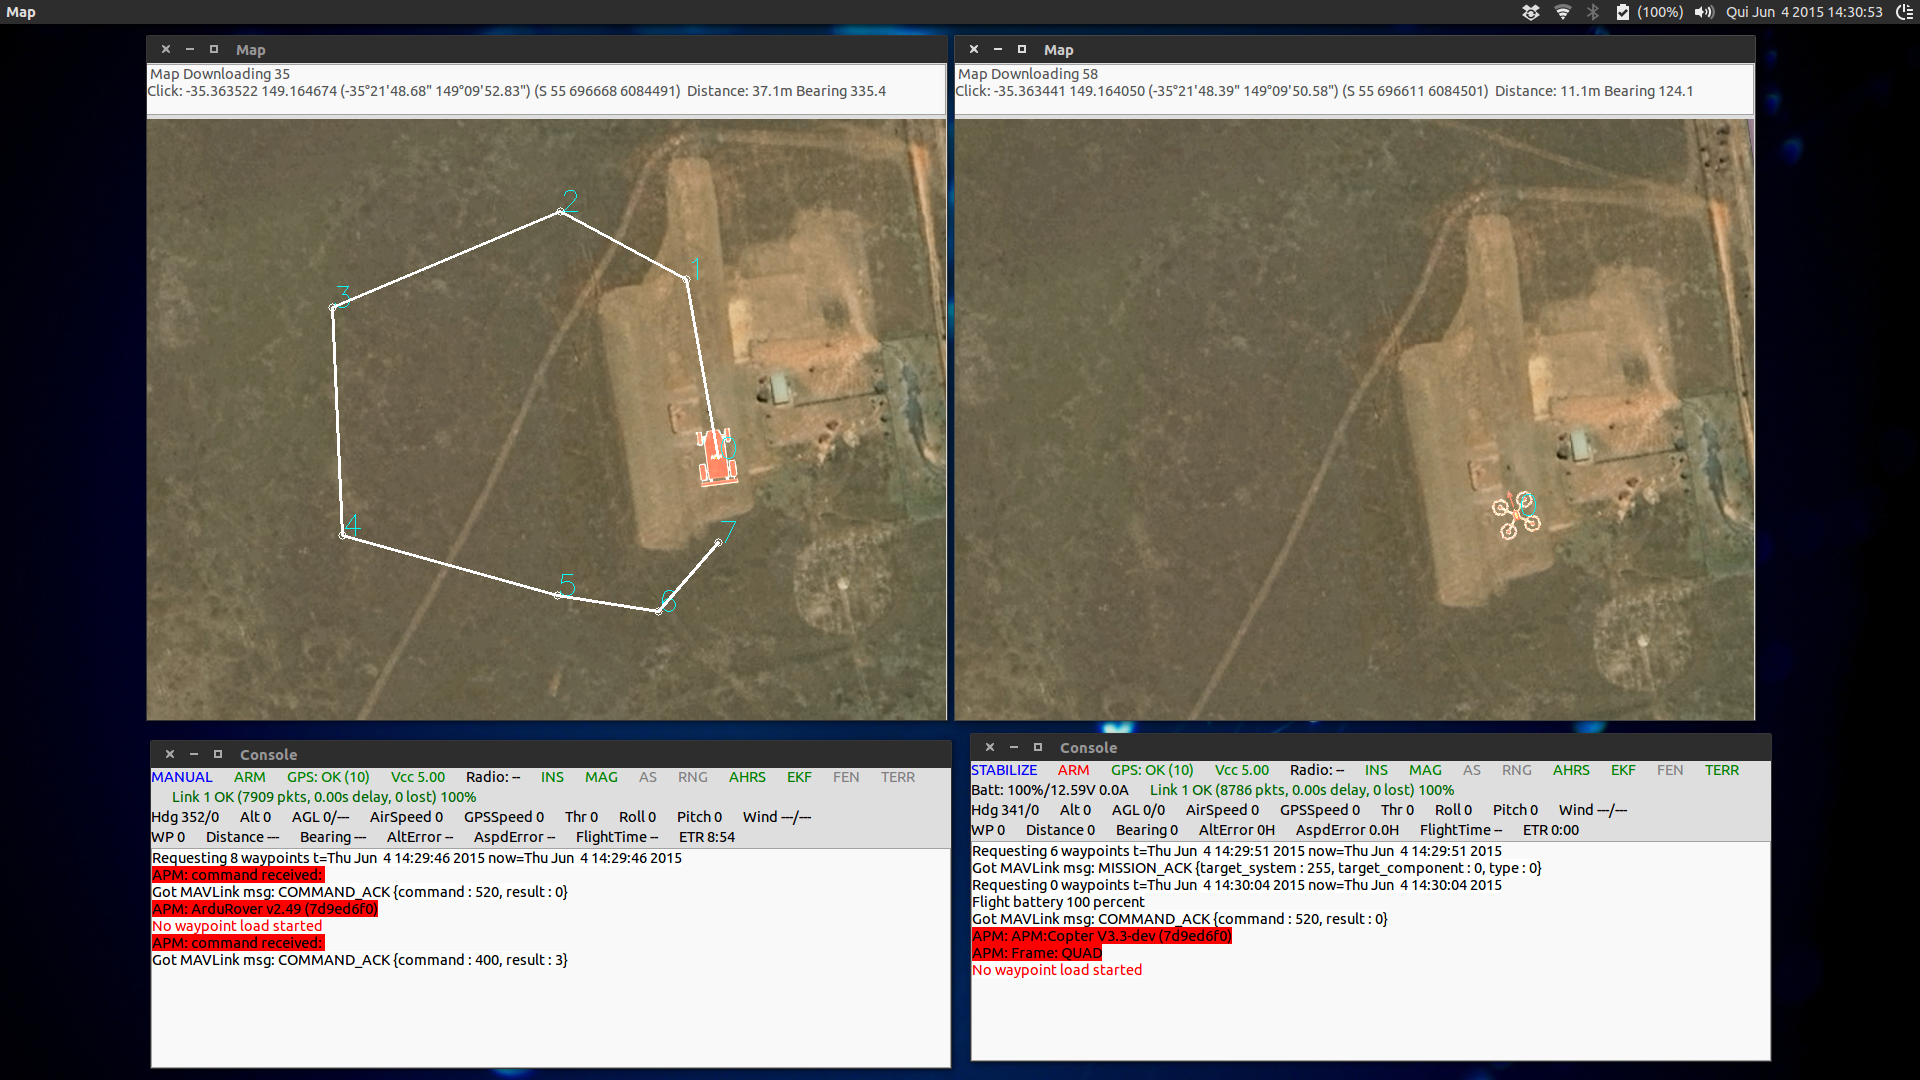 Map
(100%) Qui Jun 4 2015 14:30:53
Map
Map Downloading 35
Click: -35.363522 149.164674 (-35°21'48.68" 149°09'52.83") (S 55 696668 6084491) Distance: 37.1m Bearing 335.4
2
1
3
0
4
7
5
6
Map
Map Downloading 58
Click: -35.363441 149.164050 (-35°21'48.39" 149°09'50.58") (S 55 696611 6084501) Distance: 11.1m Bearing 124.1
0
Console
MANUAL ARM GPS: OK (10) Vcc 5.00 Radio: -- INS MAG AS RNG AHRS EKF FEN TERR
Link 1 OK (7909 pkts, 0.00s delay, 0 lost) 100%
Hdg 352/0 Alt 0 AGL 0/--- AirSpeed 0 GPSSpeed 0 Thr 0 Roll 0 Pitch 0 Wind ---/---
WP 0 Distance --- Bearing --- AltError -- AspdError -- FlightTime -- ETR 8:54
Requesting 8 waypoints t=Thu Jun 4 14:29:46 2015 now=Thu Jun 4 14:29:46 2015
APM: command received:
Got MAVLink msg: COMMAND_ACK {command : 520, result : 0}
APM: ArduRover v2.49 (7d9ed6f0)
No waypoint load started
APM: command received:
Got MAVLink msg: COMMAND_ACK {command : 400, result : 3}
Console
STABILIZE ARM GPS: OK (10) Vcc 5.00 Radio: -- INS MAG AS RNG AHRS EKF FEN TERR
Batt: 100%/12.59V 0.0A Link 1 OK (8786 pkts, 0.00s delay, 0 lost) 100%
Hdg 341/0 Alt 0 AGL 0/0 AirSpeed 0 GPSSpeed 0 Thr 0 Roll 0 Pitch 0 Wind ---/---
WP 0 Distance 0 Bearing 0 AltError 0H AspdError 0.0H FlightTime -- ETR 0:00
Requesting 6 waypoints t=Thu Jun 4 14:29:51 2015 now=Thu Jun 4 14:29:51 2015
Got MAVLink msg: MISSION_ACK {target_system : 255, target_component : 0, type : 0}
Requesting 0 waypoints t=Thu Jun 4 14:30:04 2015 now=Thu Jun 4 14:30:04 2015
Flight battery 100 percent
Got MAVLink msg: COMMAND_ACK {command : 520, result : 0}
APM: APM:Copter V3.3-dev (7d9ed6f0)
APM: Frame: QUAD
No waypoint load started